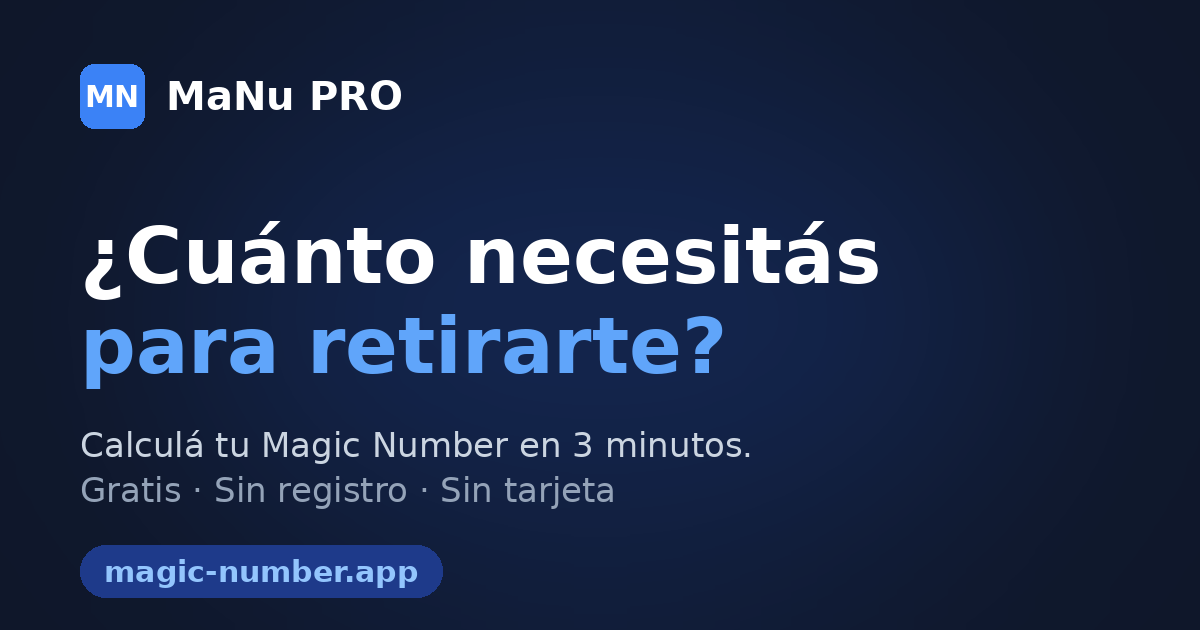 MN
MaNu PRO
¿Cuánto necesitás
para retirarte?
Calculá tu Magic Number en 3 minutos.
Gratis · Sin registro · Sin tarjeta
magic-number.app